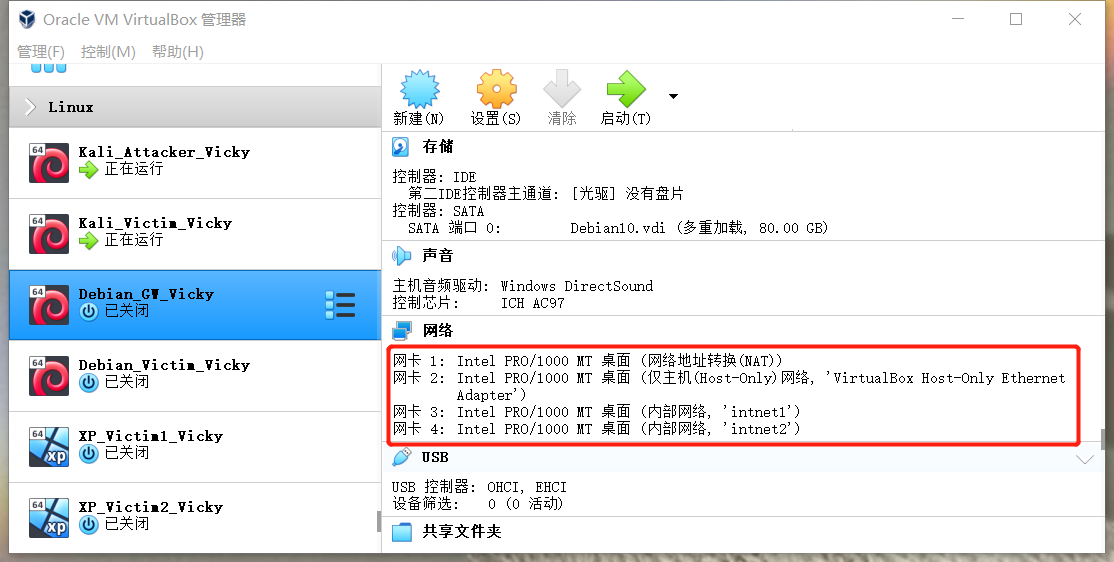 Oracle VM VirtualBox 管理器
管理(F) 控制(M) 帮助(H)
Linux
64
Kali_Attacker_Vicky
正在运行
64
Kali_Victim_Vicky
正在运行
64
Debian_GW_Vicky
已关闭
64
Debian_Victim_Vicky
已关闭
64
xp
XP_Victim1_Vicky
已关闭
64
xp
XP_Victim2_Vicky
已关闭
新建(N) 设置(S) 清除 启动(T)
存储
控制器: IDE
第二IDE控制器主通道: [光驱] 没有盘片
控制器: SATA
SATA 端口 0: Debian10.vdi (多重加载, 80.00 GB)
声音
主机音频驱动: Windows DirectSound
控制芯片: ICH AC97
网络
网卡 1: Intel PRO/1000 MT 桌面 (网络地址转换(NAT))
网卡 2: Intel PRO/1000 MT 桌面 (仅主机(Host-Only)网络, 'VirtualBox Host-Only Ethernet
Adapter')
网卡 3: Intel PRO/1000 MT 桌面 (内部网络, 'intnet1')
网卡 4: Intel PRO/1000 MT 桌面 (内部网络, 'intnet2')
USB
USB 控制器: OHCI, EHCI
设备筛选: 0 (0 活动)
共享文件夹